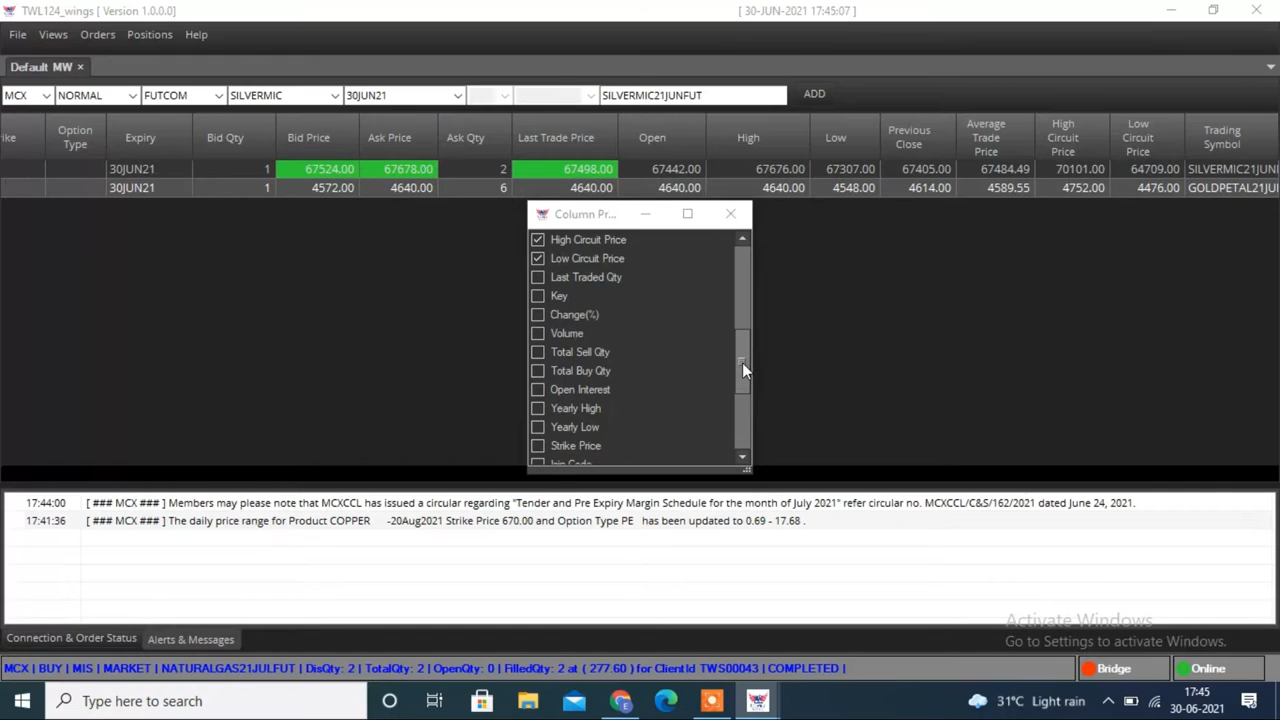 TWL124_wings [ Version 1.0.0.0]
[ 30-JUN-2021 17:45:07 ]
File Views Orders Positions Help
Default MW ×
MCX NORMAL FUTCOM SILVERMIC 30JUN21 SILVERMIC21JUNFUT ADD
ike Option Type Expiry Bid Qty Bid Price Ask Price Ask Qty Last Trade Price Open High Low Previous Close Average Trade Price High Circuit Price Low Circuit Price Trading Symbol
30JUN21 1 67524.00 67678.00 2 67498.00 67442.00 67676.00 67307.00 67405.00 67484.49 70101.00 64709.00 SILVERMIC21JUN
30JUN21 1 4572.00 4640.00 6 4640.00 4640.00 4640.00 4548.00 4614.00 4589.55 4752.00 4476.00 GOLDPETAL21JU
Column Pr...
High Circuit Price
Low Circuit Price
Last Traded Qty
Key
Change(%)
Volume
Total Sell Qty
Total Buy Qty
Open Interest
Yearly High
Yearly Low
Strike Price
17:44:00 [ ### MCX ### ] Members may please note that MCXCCL has issued a circular regarding "Tender and Pre Expiry Margin Schedule for the month of July 2021" refer circular no. MCXCCL/C&S/162/2021 dated June 24, 2021.
17:41:36 [ ### MCX ### ] The daily price range for Product COPPER -20Aug2021 Strike Price 670.00 and Option Type PE has been updated to 0.69 - 17.68 .
Activate Windows
Go to Settings to activate Windows.
Connection & Order Status Alerts & Messages
MCX | BUY | MIS | MARKET | NATURALGAS21JULFUT | DisQty: 2 | TotalQty: 2 | OpenQty: 0 | FilledQty: 2 at ( 277.60 ) for ClientId TWS00043 | COMPLETED | Bridge Online
Type here to search
31°C Light rain
17:45
30-06-2021